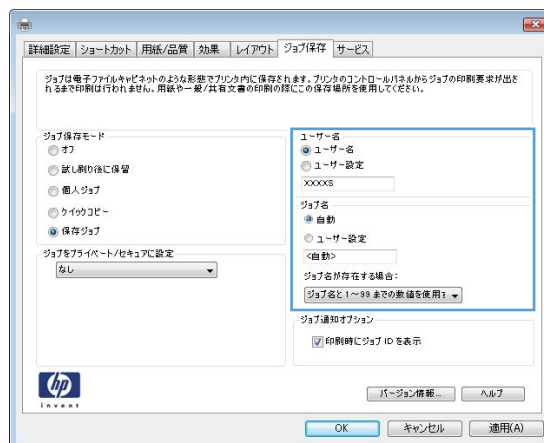 詳細設定 ショートカット 用紙/品質 効果 レイアウト ジョブ保存 サービス
ジョブは電子ファイルキャビネットのような形態でプリンタ内に保存されます。プリンタのコントロールパネルからジョブの印刷要求が出さ
れるまで印刷は行われません。用紙や一般/共有文書の印刷の際にこの保存場所を使用してください。
ジョブ保存モード
オフ
試し刷り後に保留
個人ジョブ
クイックコピー
保存ジョブ
ジョブをプライベート/セキュアに設定
なし
ユーザー名
ユーザー名
ユーザー設定
XXXXS
ジョブ名
自動
ユーザー設定
<自動>
ジョブ名が存在する場合:
ジョブ名と1～99 までの数値を使用す
ジョブ通知オプション
印刷時にジョブ ID を表示
hp
invent
バージョン情報... ヘルプ
OK キャンセル 適用(A)